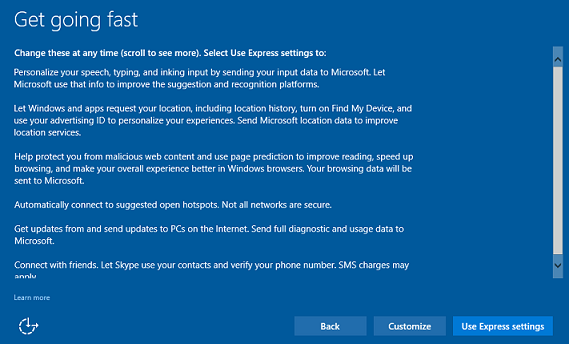 Get going fast
Change these at any time (scroll to see more). Select Use Express settings to:
Personalize your speech, typing, and inking input by sending your input data to Microsoft. Let
Microsoft use that info to improve the suggestion and recognition platforms.
Let Windows and apps request your location, including location history, turn on Find My Device, and
use your advertising ID to personalize your experiences. Send Microsoft location data to improve
location services.
Help protect you from malicious web content and use page prediction to improve reading, speed up
browsing, and make your overall experience better in Windows browsers. Your browsing data will be
sent to Microsoft.
Automatically connect to suggested open hotspots. Not all networks are secure.
Get updates from and send updates to PCs on the Internet. Send full diagnostic and usage data to
Microsoft.
Connect with friends. Let Skype use your contacts and verify your phone number. SMS charges may
apply.
Learn more
Back
Customize
Use Express settings